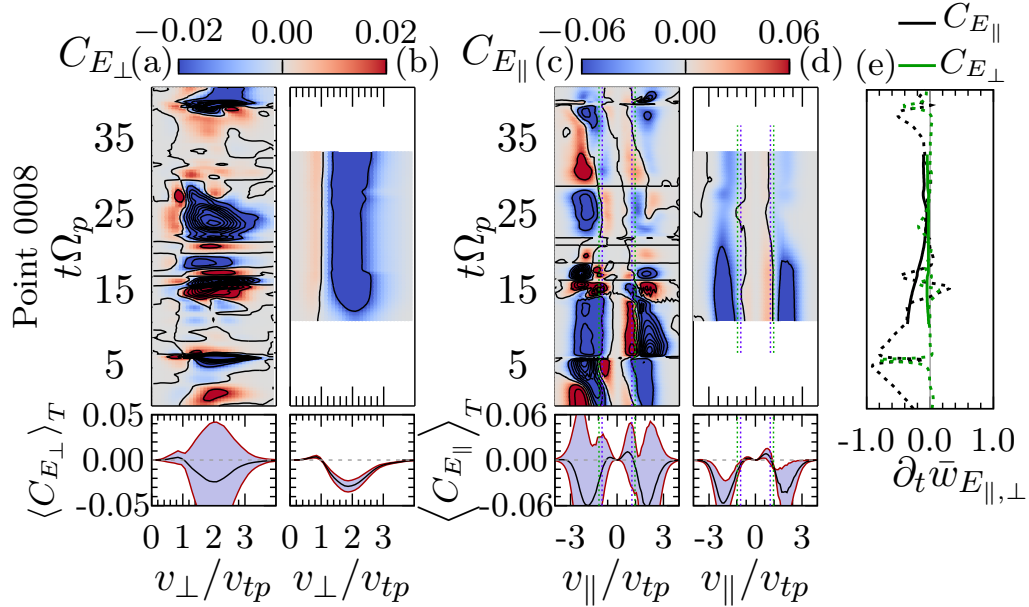 −0.02 0.00 0.02
−0.06 0.00 0.06
C_{E∥}
C_{E⊥}
C_{E⊥} (a) (b)
C_{E∥} (c) (d)
(e)
Point 0008
tΩ_p
35
25
15
5
tΩ_p
35
25
15
5
⟨C_{E⊥}⟩_T
0.05
0.00
-0.05
⟨C_{E∥}⟩_T
0.06
0.00
-0.06
-1.0 0.0 1.0
∂_t w̄_{E∥,⊥}
0 1 2 3 0 1 2 3
-3 0 3 -3 0 3
v_⊥/v_{tp} v_⊥/v_{tp}
v_∥/v_{tp} v_∥/v_{tp}